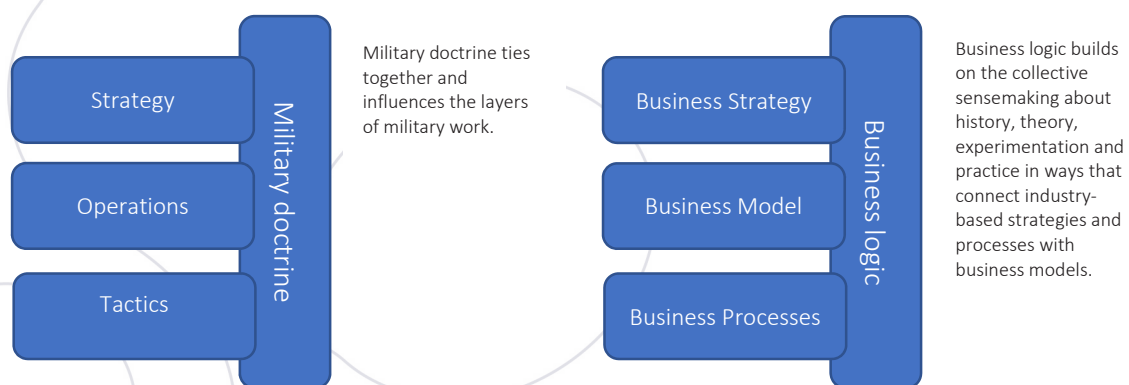 Strategy
Operations
Tactics
Military doctrine
Military doctrine ties
together and
influences the layers
of military work.
Business Strategy
Business Model
Business Processes
Business logic
Business logic builds
on the collective
sensemaking about
history, theory,
experimentation and
practice in ways that
connect industry-
based strategies and
processes with
business models.